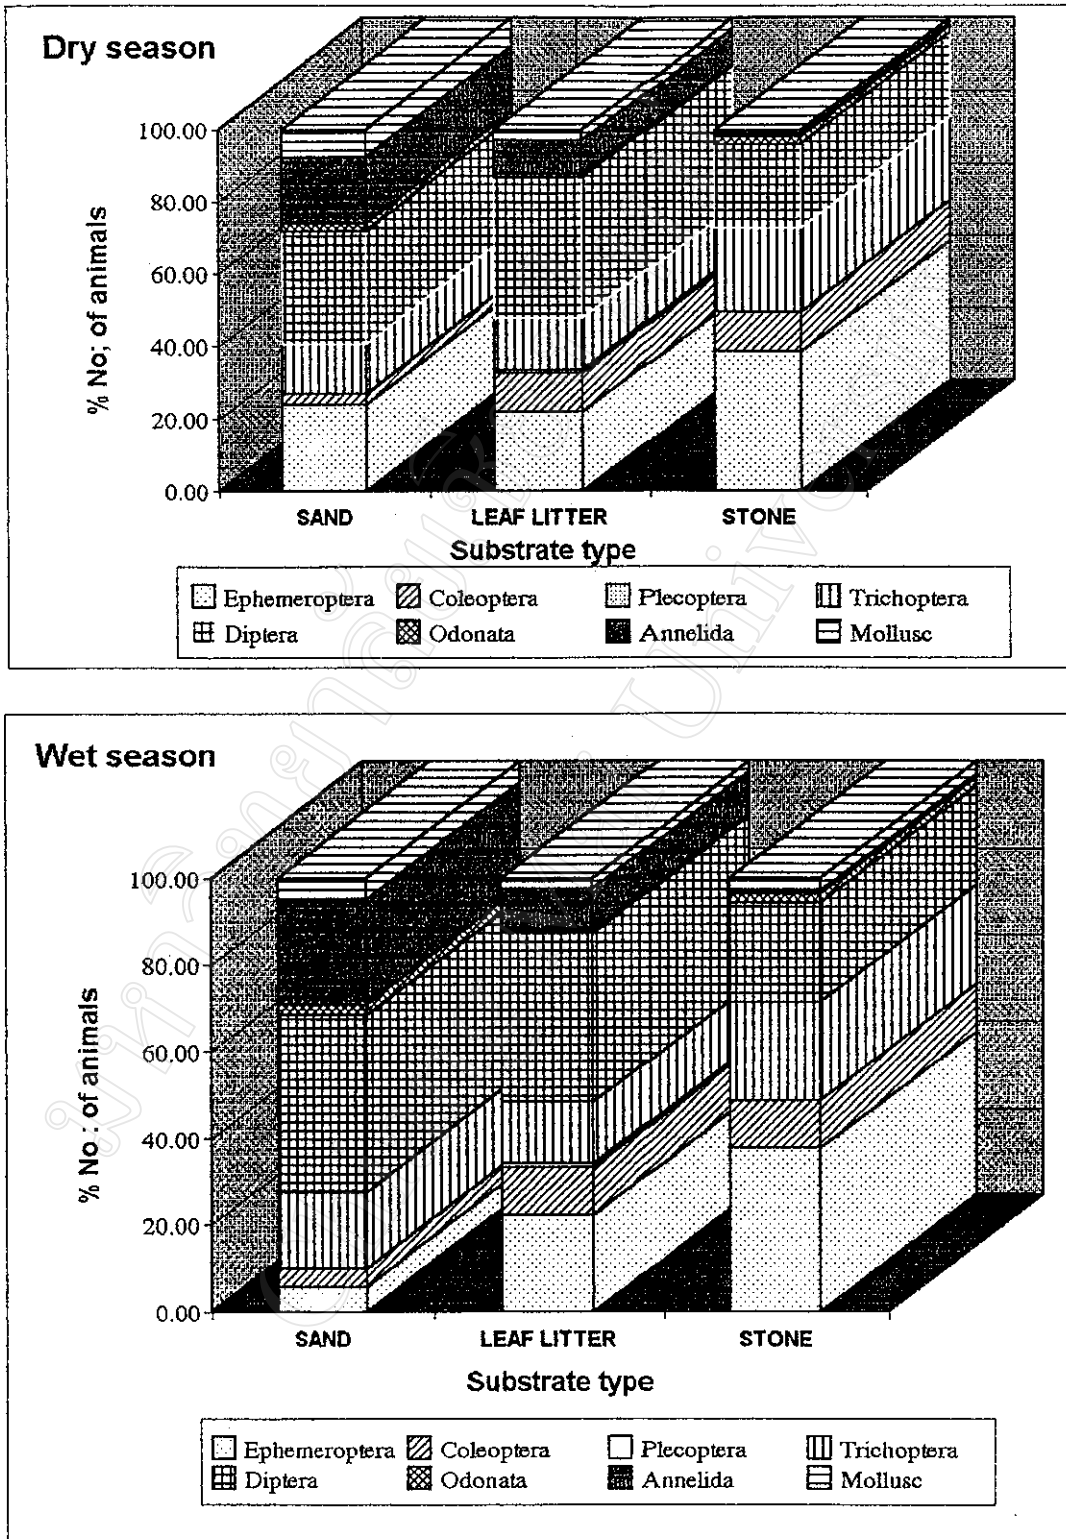 Dry season
100.00
80.00
60.00
40.00
20.00
0.00
% No; of animals
SAND LEAF LITTER STONE
Substrate type
Ephemeroptera Coleoptera Plecoptera Trichoptera
Diptera Odonata Annelida Mollusc
Wet season
100.00
80.00
60.00
40.00
20.00
0.00
% No : of animals
SAND LEAF LITTER STONE
Substrate type
Ephemeroptera Coleoptera Plecoptera Trichoptera
Diptera Odonata Annelida Mollusc